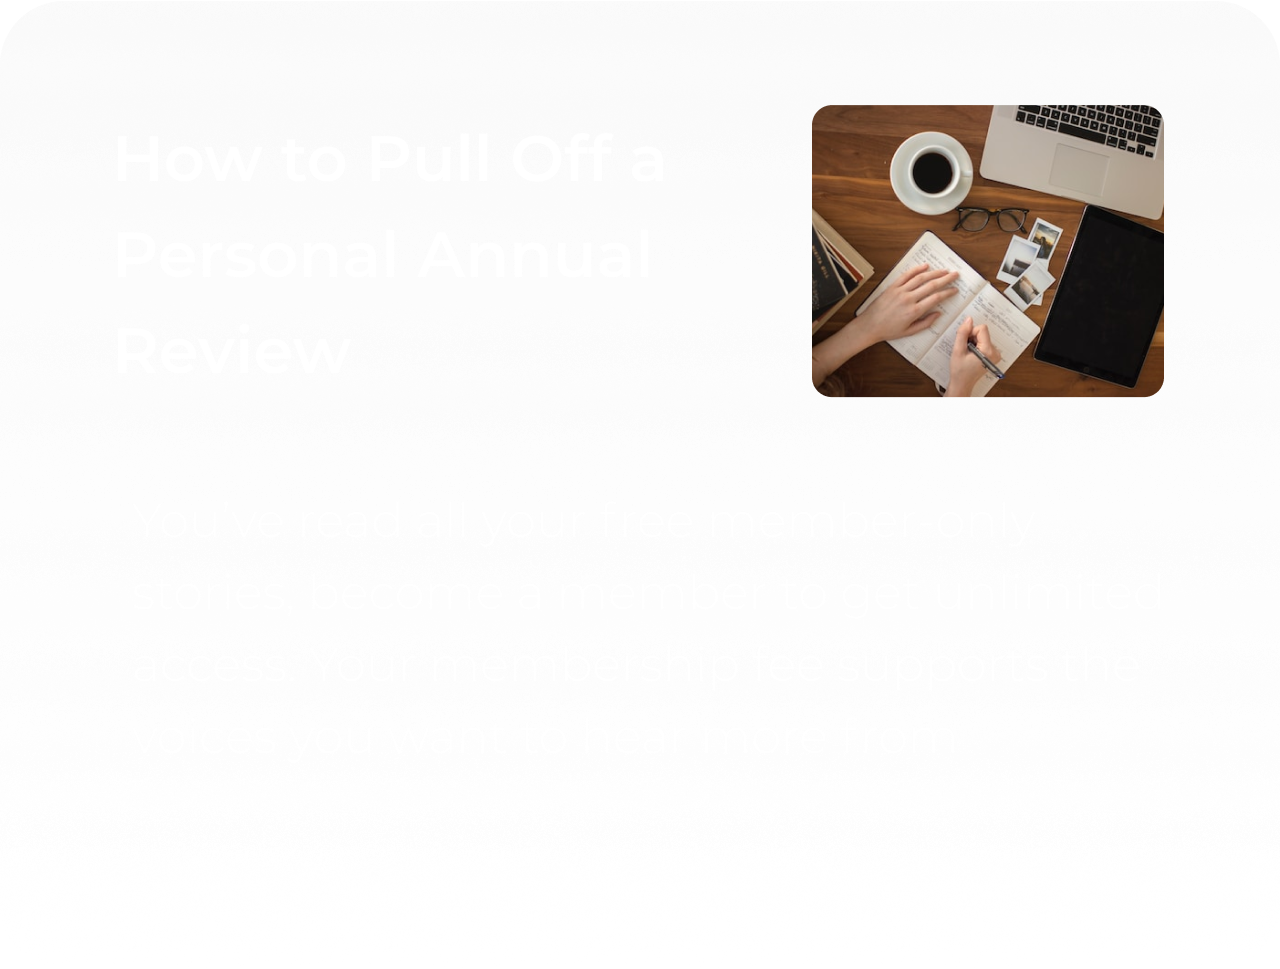 How to Pull Off a
Personal Annual
Review
You've read all your free member-only
stories, become a member to get unlimited
access. Your membership fee supports the
voices you want to hear more from.